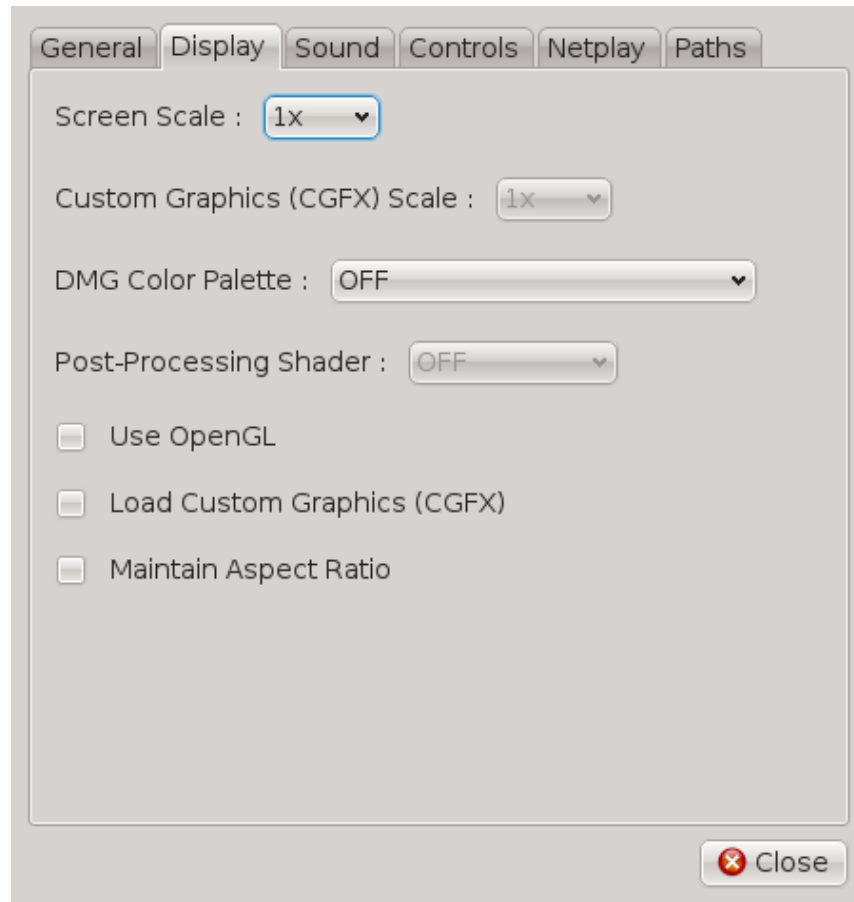 General Display Sound Controls Netplay Paths
Screen Scale : 1x
Custom Graphics (CGFX) Scale : 1x
DMG Color Palette : OFF
Post-Processing Shader : OFF
Use OpenGL
Load Custom Graphics (CGFX)
Maintain Aspect Ratio
Close